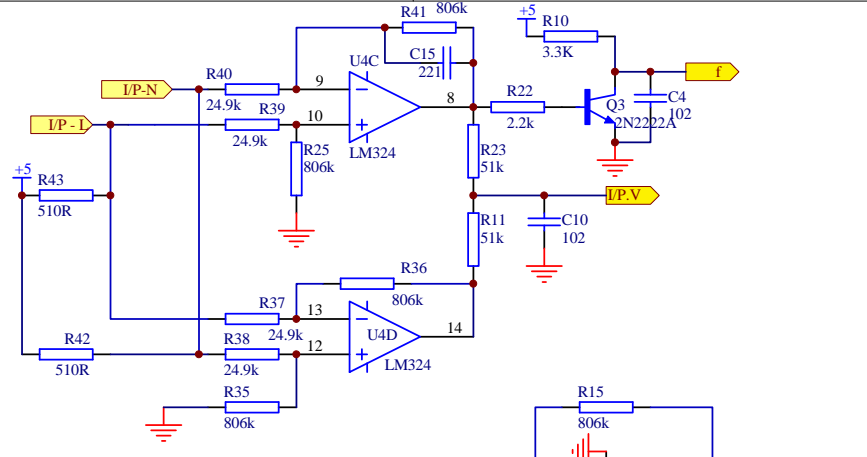 806k
R41
+5
R10
3.3K
C15
221
U4C
R40
I/P-N
24.9k
9
8
R39
I/P - L
24.9k
10
LM324
R25
806k
R22
2.2k
Q3
2N2222A
C4
102
f
R23
51k
+5
R43
510R
I/P.V
R11
51k
C10
102
R36
806k
R37
24.9k
13
U4D
14
12
LM324
R42
510R
R38
24.9k
R35
806k
R15
806k